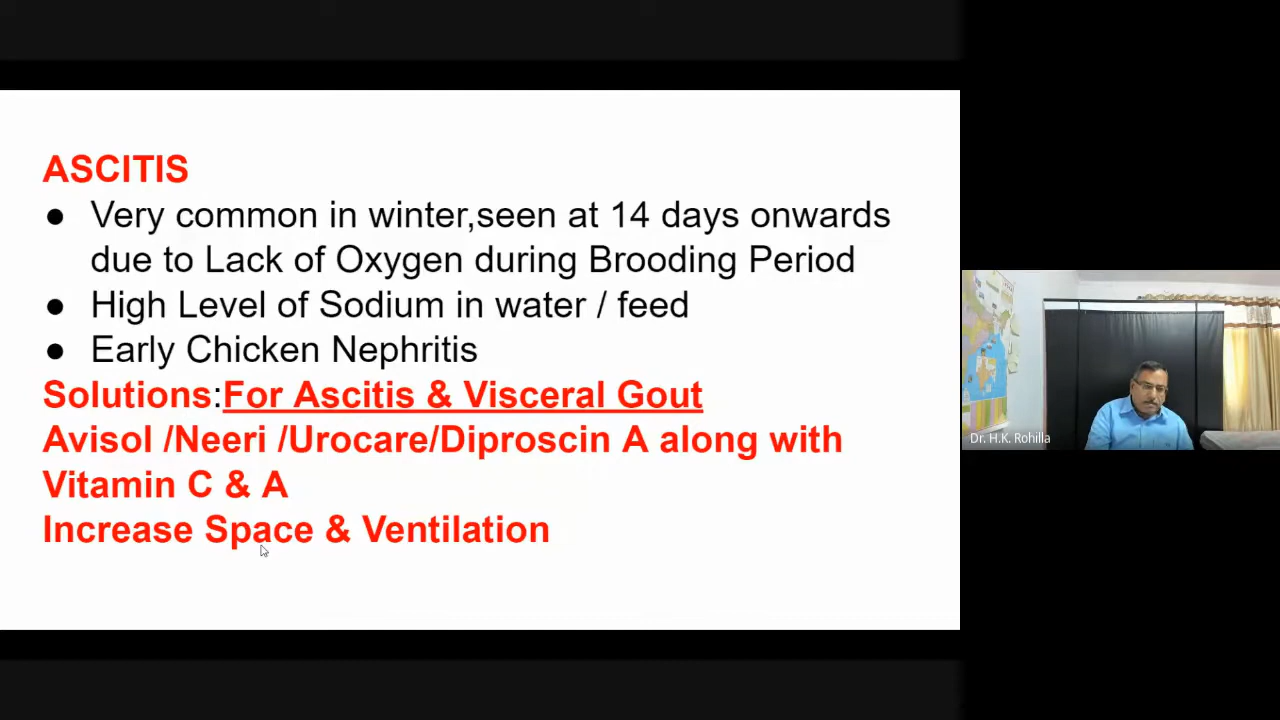 ASCITIS
● Very common in winter,seen at 14 days onwards
due to Lack of Oxygen during Brooding Period
● High Level of Sodium in water / feed
● Early Chicken Nephritis
Solutions:For Ascitis & Visceral Gout
Avisol /Neeri /Urocare/Diproscin A along with
Vitamin C & A
Increase Space & Ventilation
Dr. H.K. Rohilla